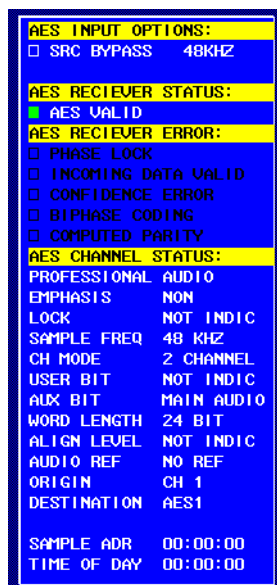 AES INPUT OPTIONS:
SRC BYPASS 48KHZ
AES RECIEVER STATUS:
AES VALID
AES RECIEVER ERROR:
PHASE LOCK
INCOMING DATA VALID
CONFIDENCE ERROR
BIPHASE CODING
COMPUTED PARITY
AES CHANNEL STATUS:
PROFESSIONAL AUDIO
EMPHASIS NON
LOCK NOT INDIC
SAMPLE FREQ 48 KHZ
CH MODE 2 CHANNEL
USER BIT NOT INDIC
AUX BIT MAIN AUDIO
WORD LENGTH 24 BIT
ALIGN LEVEL NOT INDIC
AUDIO REF NO REF
ORIGIN CH 1
DESTINATION AES1
SAMPLE ADR 00:00:00
TIME OF DAY 00:00:00